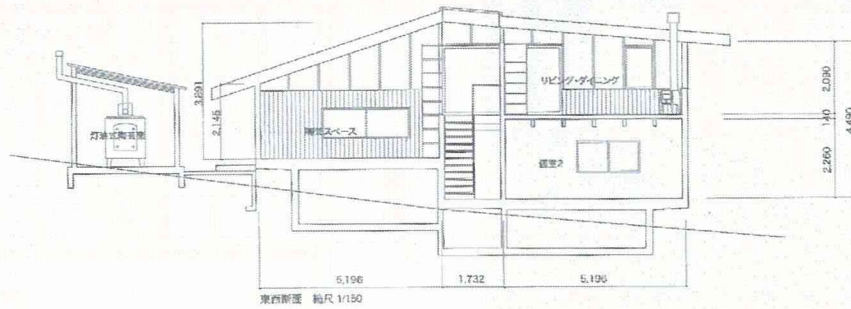 リビング・ダイニング
3,891
2,145
灯油式陶芸窯
陶芸スペース
個室2
2,090
140
2,260
4,490
5,196
1,732
5,196
東西断面 縮尺 1/150